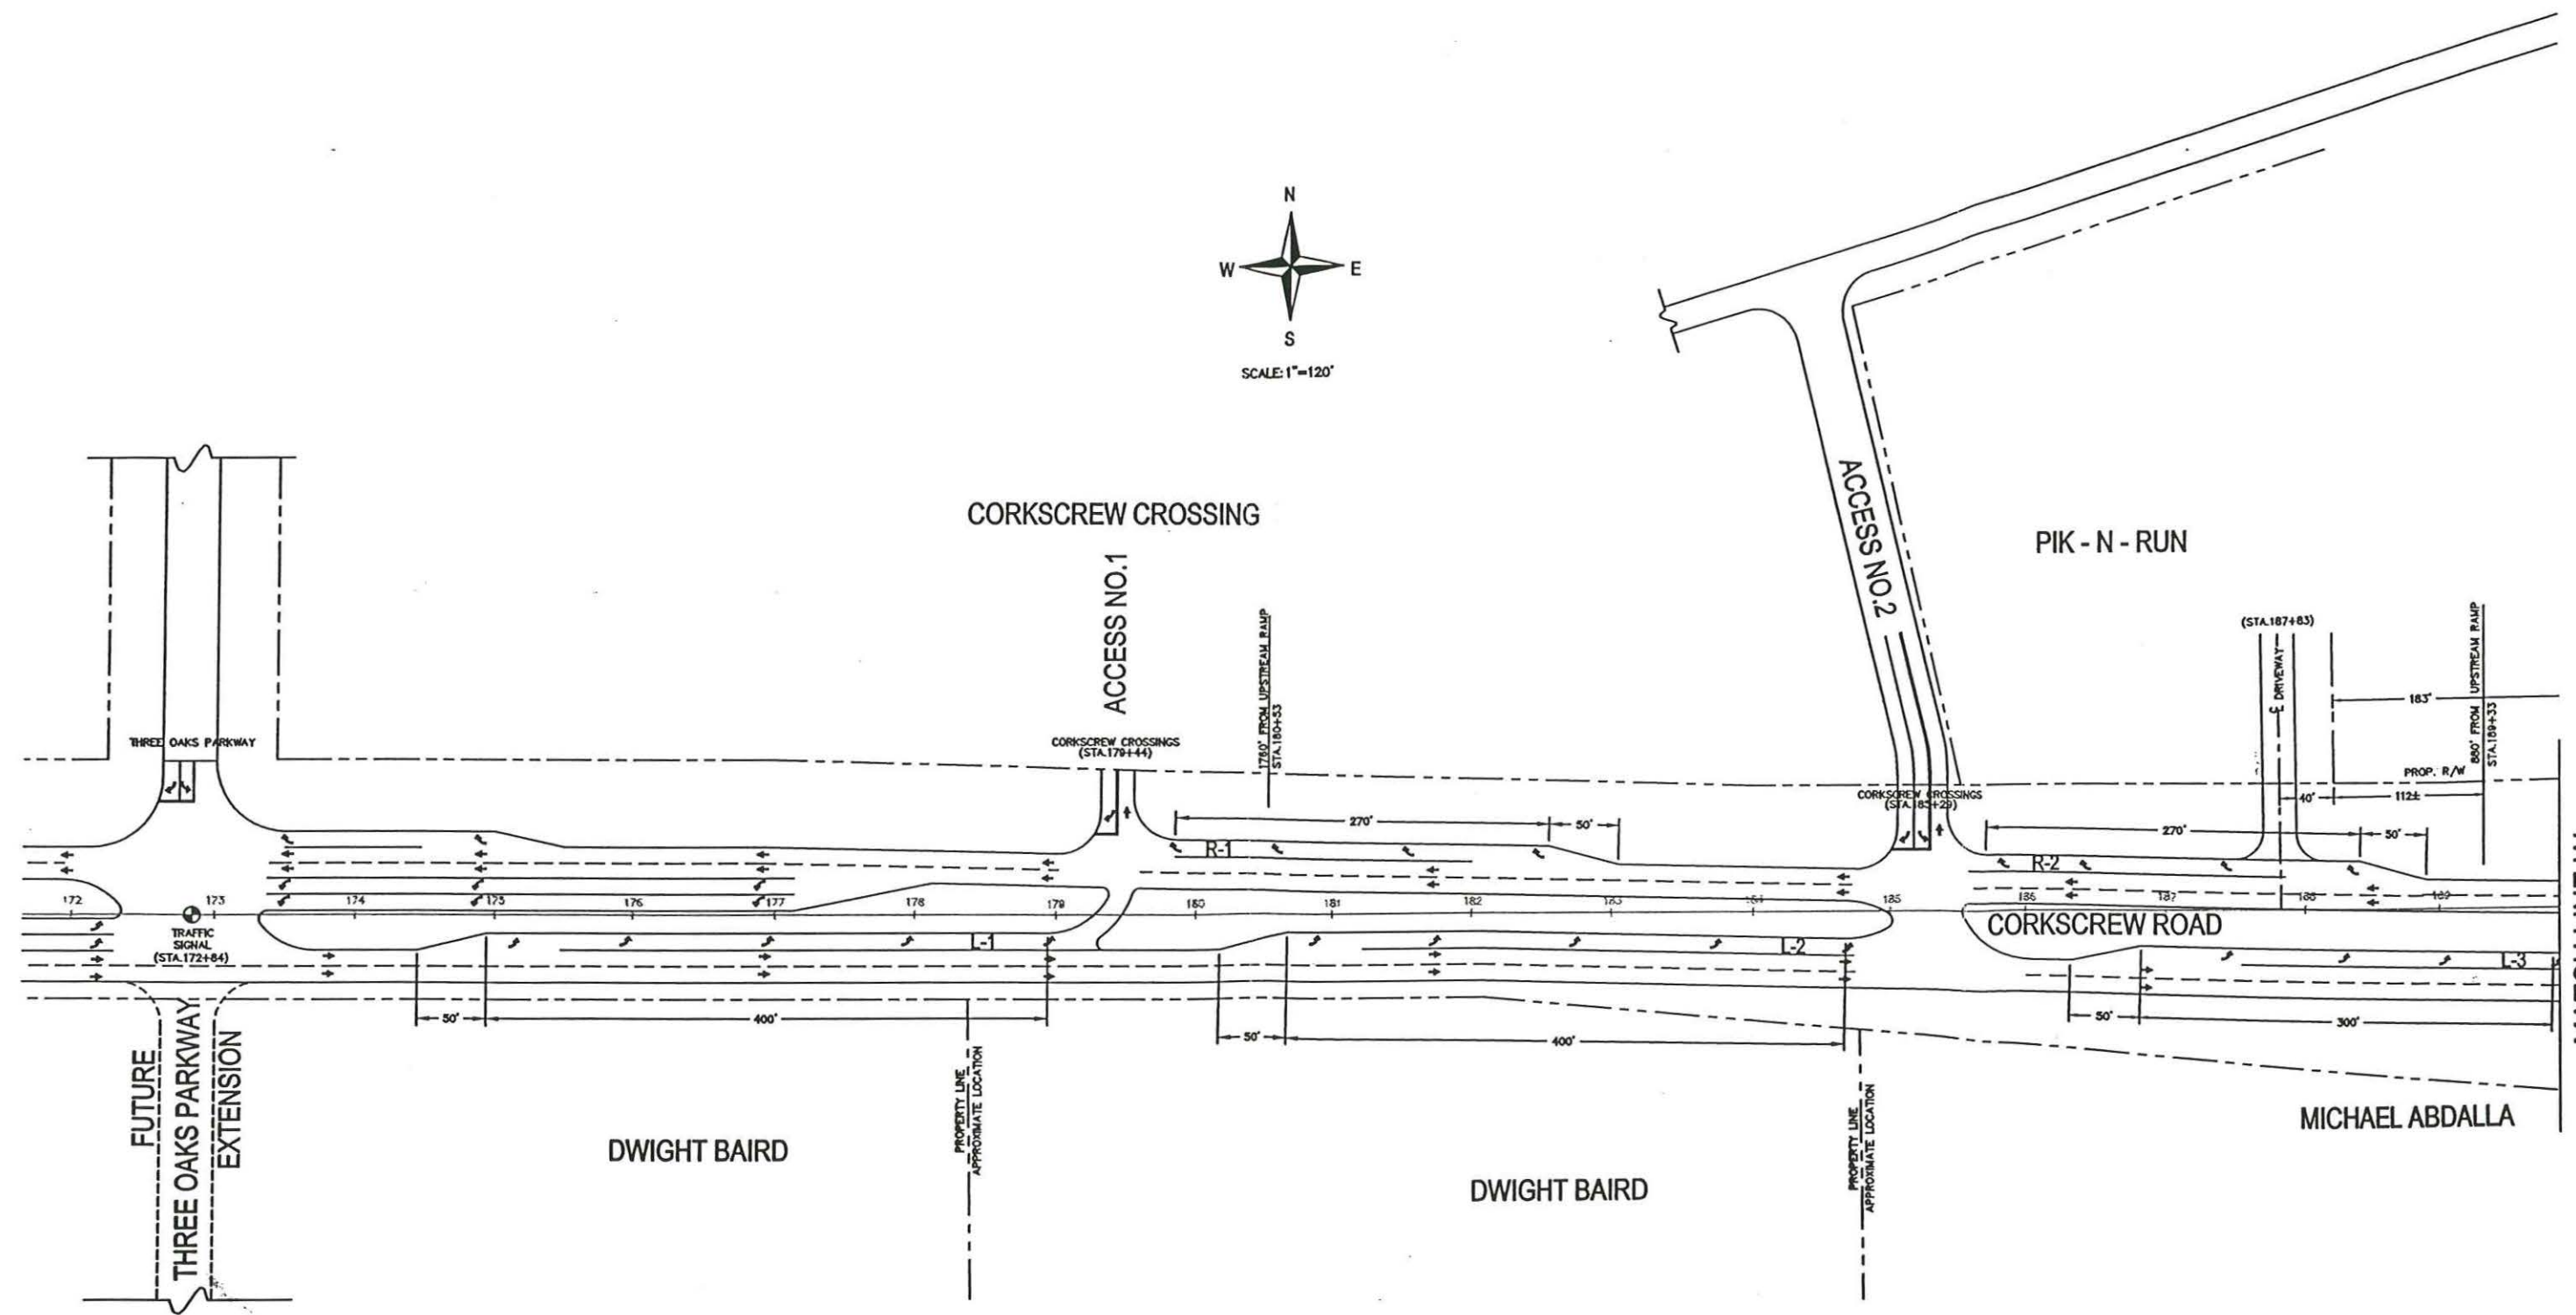 N
W E
S
SCALE: 1"=120'
CORKSCREW CROSSING
ACCESS NO.1
ACCESS NO.2
PIK - N - RUN
(STA.187+83)
℄ DRIVEWAY
1760' FROM UPSTREAM RAMP
STA.180+53
880' FROM UPSTREAM RAMP
STA.189+33
183'
PROP. R/W
40'
112±
THREE OAKS PARKWAY
CORKSCREW CROSSINGS
(STA.179+44)
CORKSCREW CROSSINGS
(STA.185+29)
270'
50'
270'
50'
R-1
R-2
172 173 174 175 176 177 178 179 180 181 182 183 184 185 186 187 188 189
CORKSCREW ROAD
TRAFFIC
SIGNAL
(STA.172+84)
L-1
L-2
L-3
50'
400'
50'
400'
50'
300'
FUTURE
THREE OAKS PARKWAY
EXTENSION
PROPERTY LINE
APPROXIMATE LOCATION
PROPERTY LINE
APPROXIMATE LOCATION
DWIGHT BAIRD
DWIGHT BAIRD
MICHAEL ABDALLA